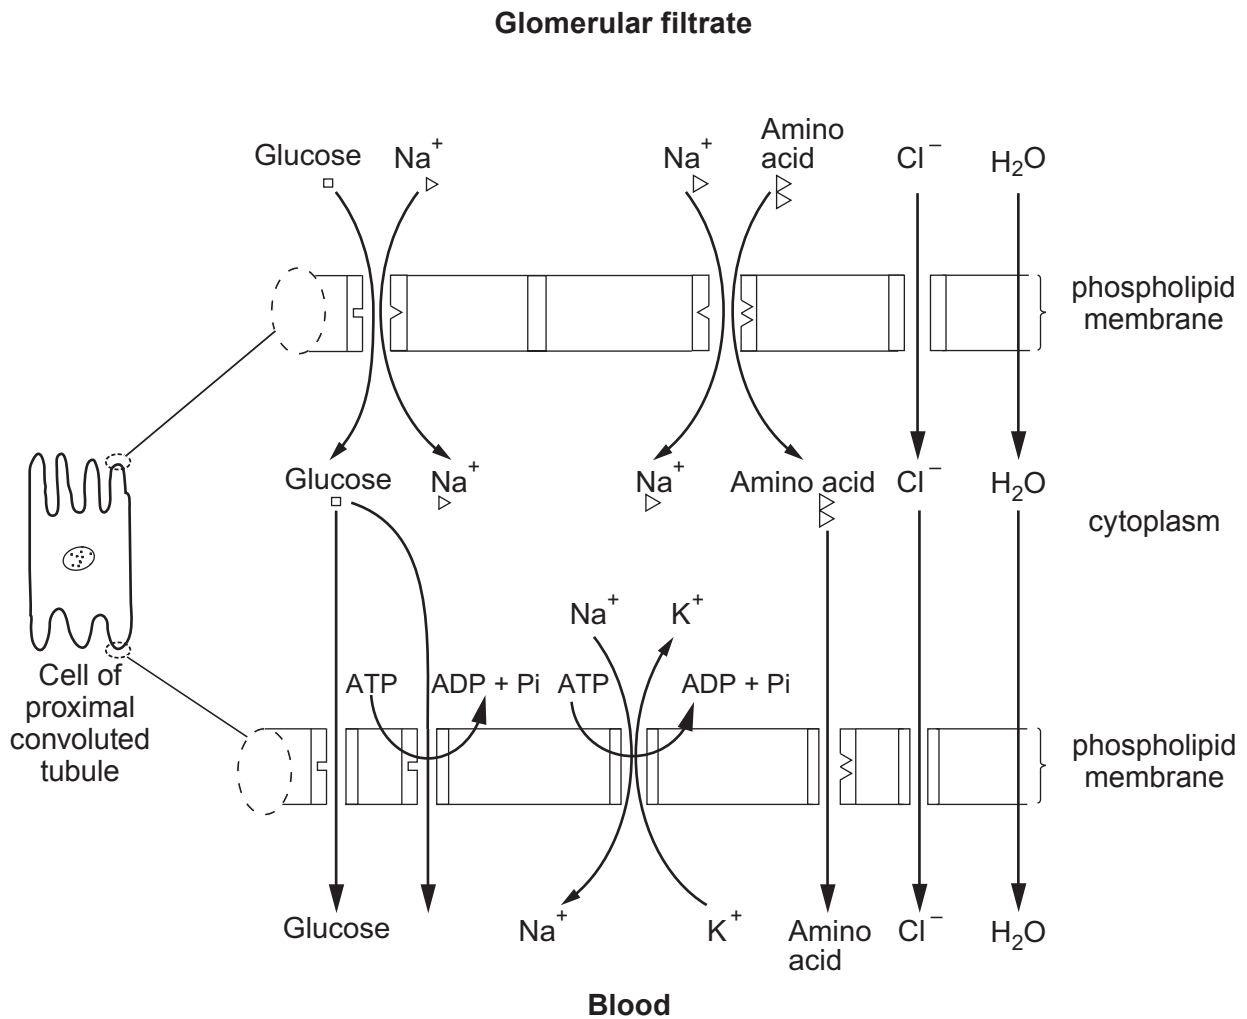 Glomerular filtrate
Glucose
Na⁺
Na⁺
Amino
acid
Cl⁻
H₂O
phospholipid
membrane
Glucose
Na⁺
Na⁺
Amino acid
Cl⁻
H₂O
cytoplasm
Na⁺
K⁺
Cell of
proximal
convoluted
tubule
ATP
ADP + Pi
ATP
ADP + Pi
phospholipid
membrane
Glucose
Na⁺
K⁺
Amino
acid
Cl⁻
H₂O
Blood